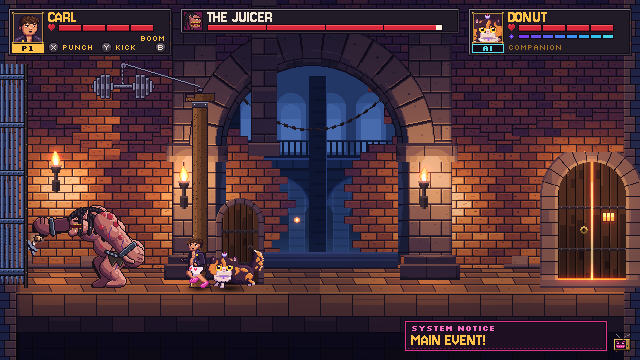 CARL
P1
X PUNCH Y KICK B
BOOM
THE JUICER
DONUT
AI
COMPANION
SYSTEM NOTICE
MAIN EVENT!